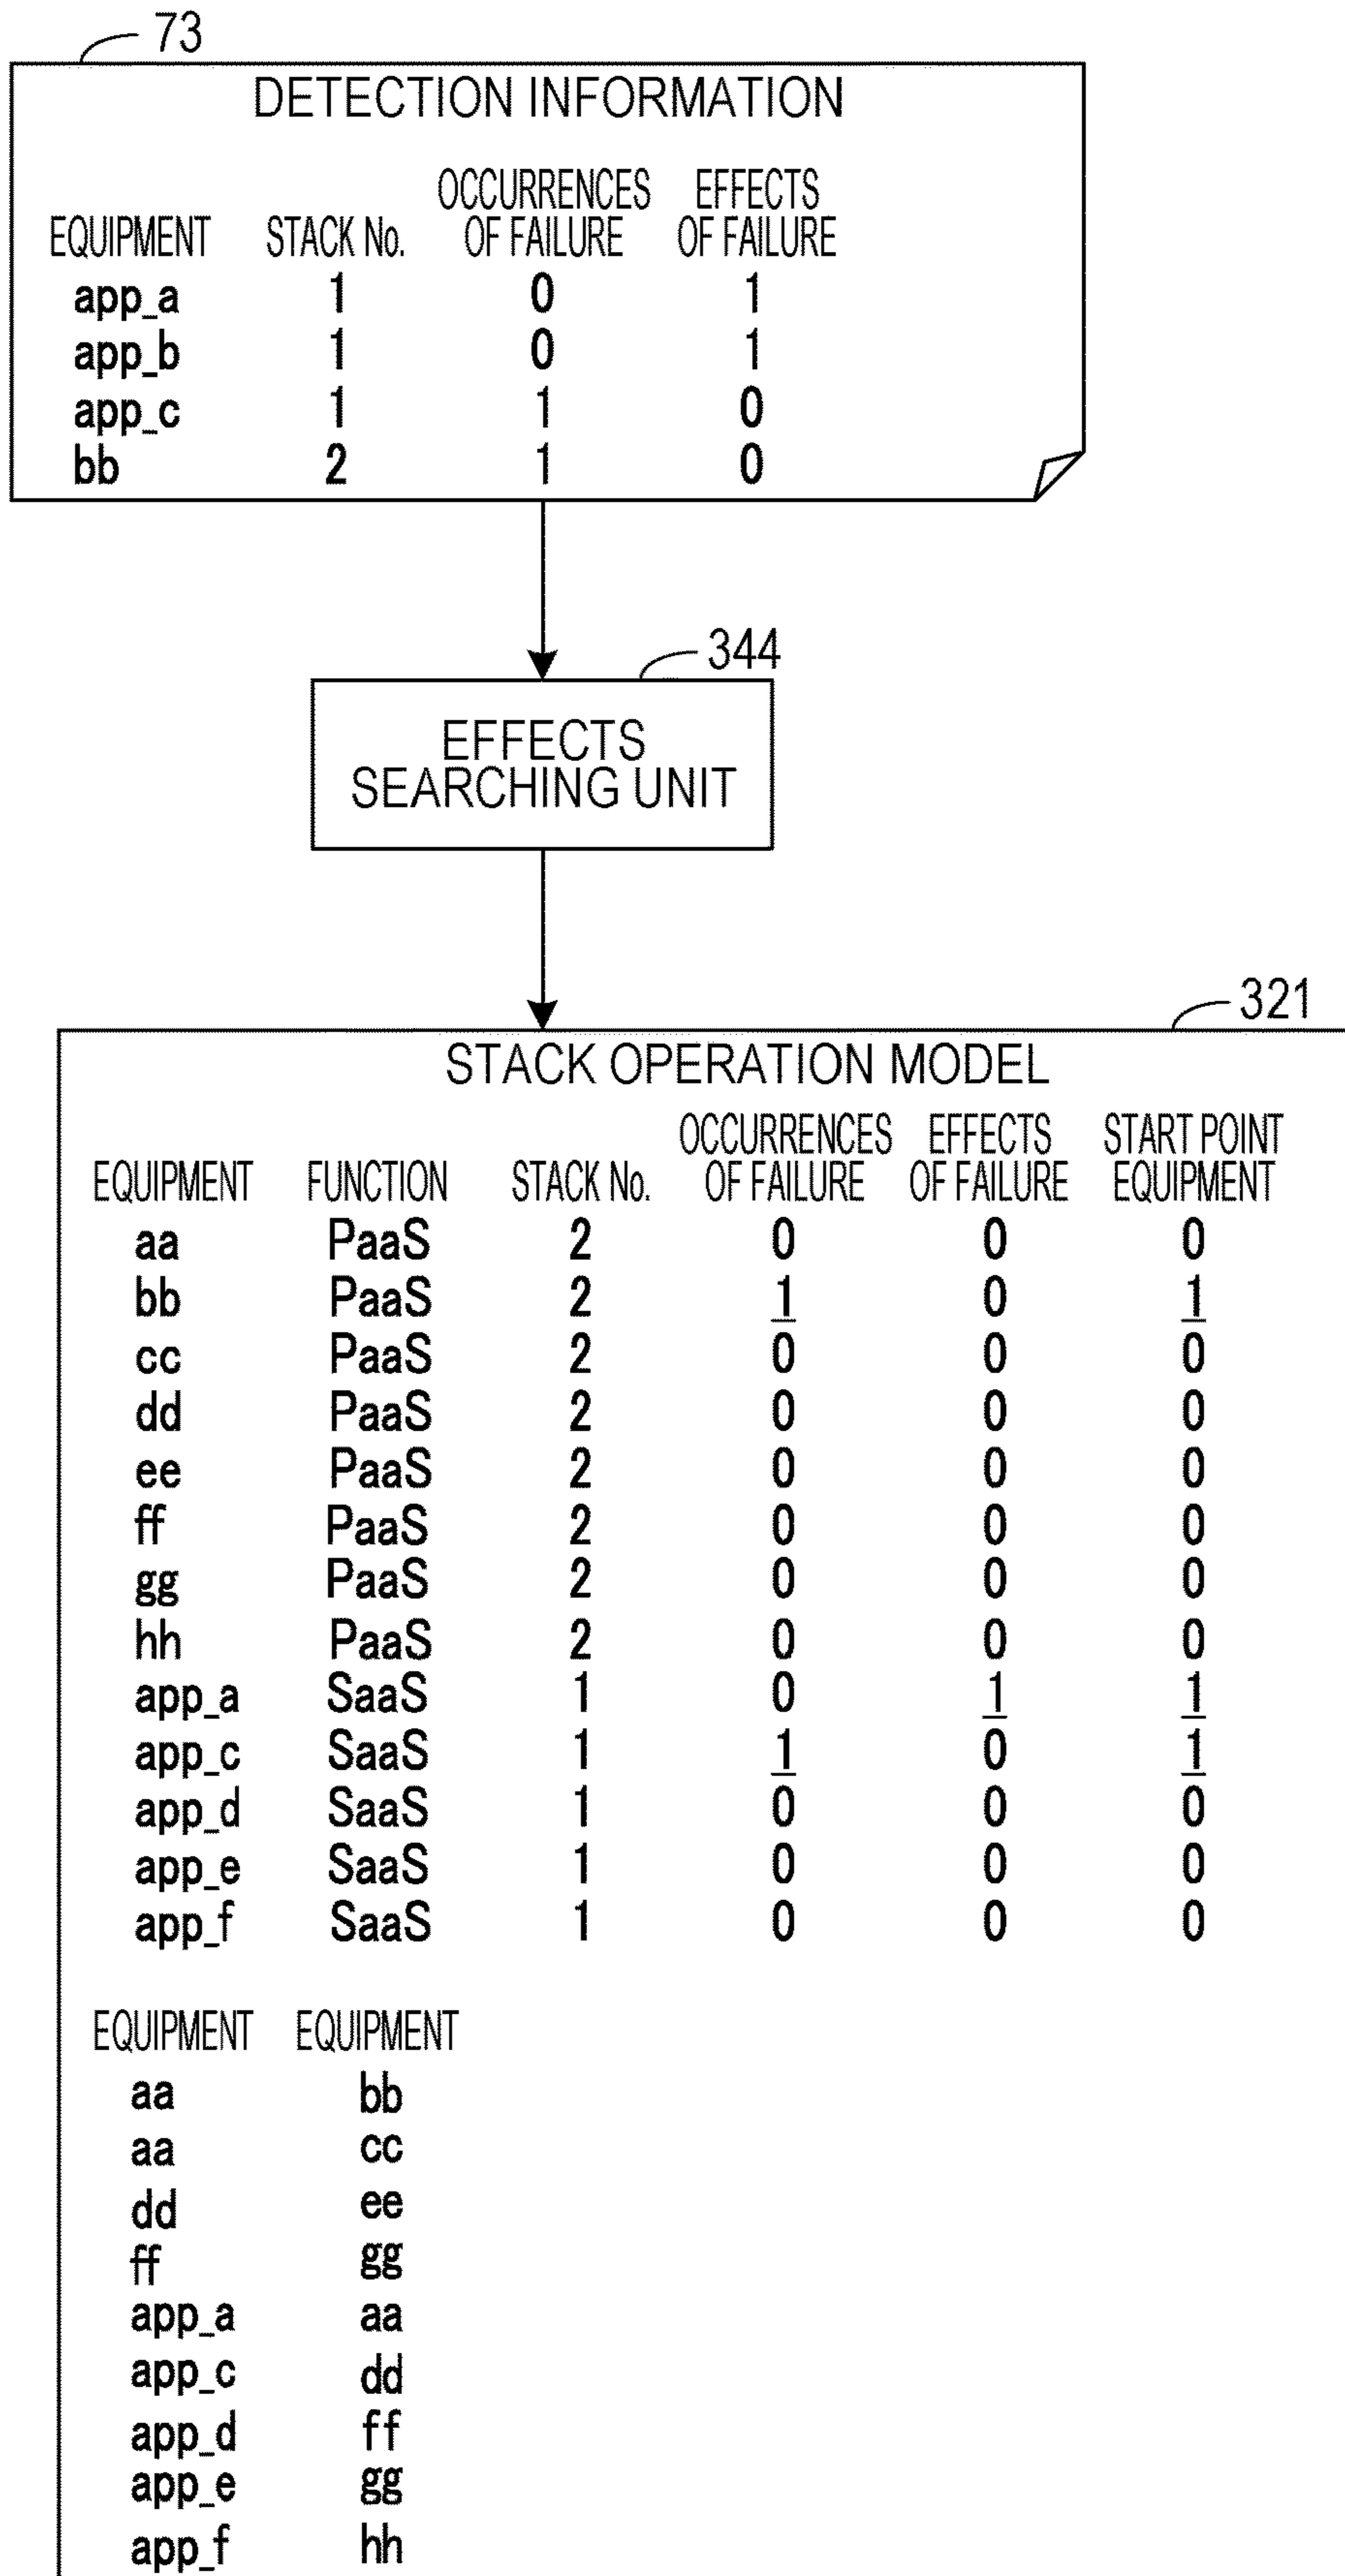 73
DETECTION INFORMATION
OCCURRENCES EFFECTS
EQUIPMENT STACK No. OF FAILURE OF FAILURE
app_a 1 0 1
app_b 1 0 1
app_c 1 1 0
bb 2 1 0
344
EFFECTS
SEARCHING UNIT
321
STACK OPERATION MODEL
OCCURRENCES EFFECTS START POINT
EQUIPMENT FUNCTION STACK No. OF FAILURE OF FAILURE EQUIPMENT
aa PaaS 2 0 0 0
bb PaaS 2 1 0 1
cc PaaS 2 0 0 0
dd PaaS 2 0 0 0
ee PaaS 2 0 0 0
ff PaaS 2 0 0 0
gg PaaS 2 0 0 0
hh PaaS 2 0 0 0
app_a SaaS 1 0 1 1
app_c SaaS 1 1 0 1
app_d SaaS 1 0 0 0
app_e SaaS 1 0 0 0
app_f SaaS 1 0 0 0
EQUIPMENT EQUIPMENT
aa bb
aa cc
dd ee
ff gg
app_a aa
app_c dd
app_d ff
app_e gg
app_f hh